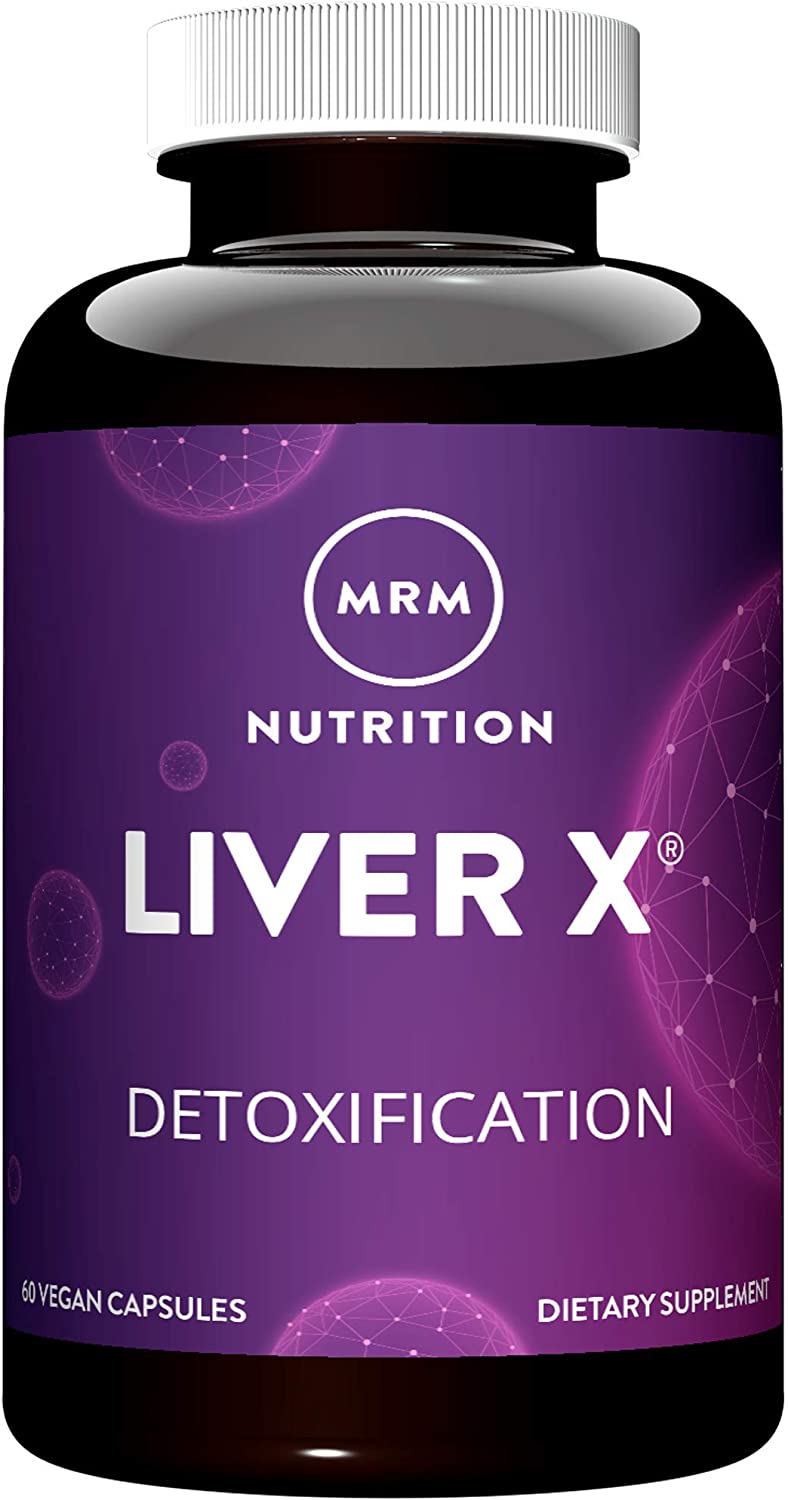 MRM
NUTRITION
LIVER X®
DETOXIFICATION
60 VEGAN CAPSULES
DIETARY SUPPLEMENT